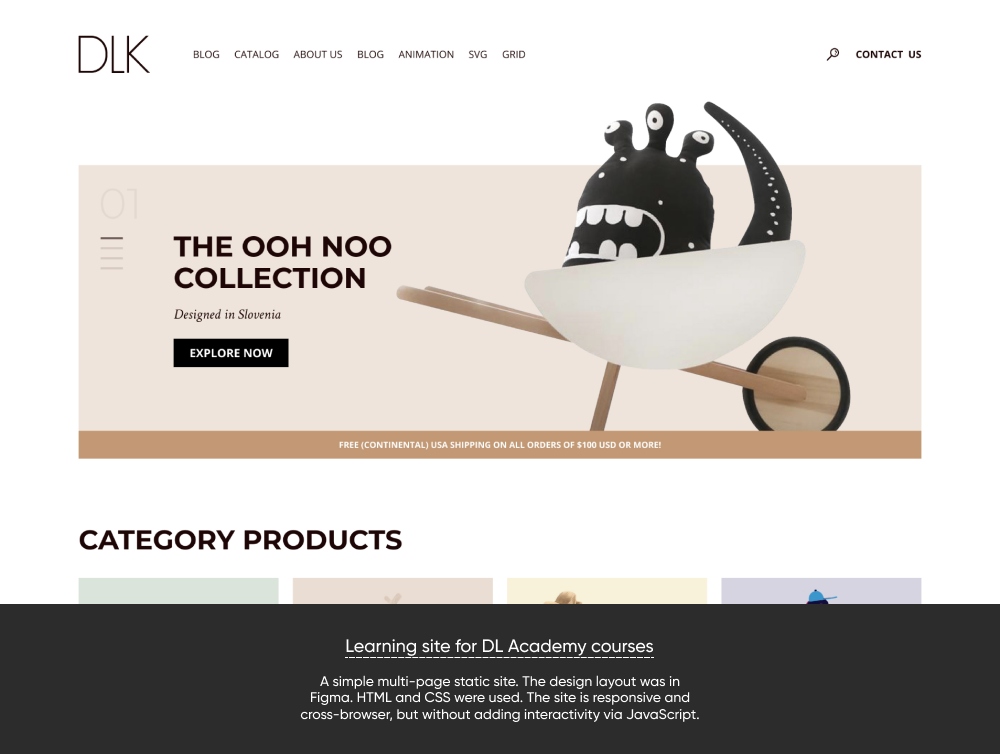 DLK
BLOG CATALOG ABOUT US BLOG ANIMATION SVG GRID
CONTACT US
01
THE OOH NOO
COLLECTION
Designed in Slovenia
EXPLORE NOW
FREE (CONTINENTAL) USA SHIPPING ON ALL ORDERS OF $100 USD OR MORE!
CATEGORY PRODUCTS
Learning site for DL Academy courses
A simple multi-page static site. The design layout was in
Figma. HTML and CSS were used. The site is responsive and
cross-browser, but without adding interactivity via JavaScript.